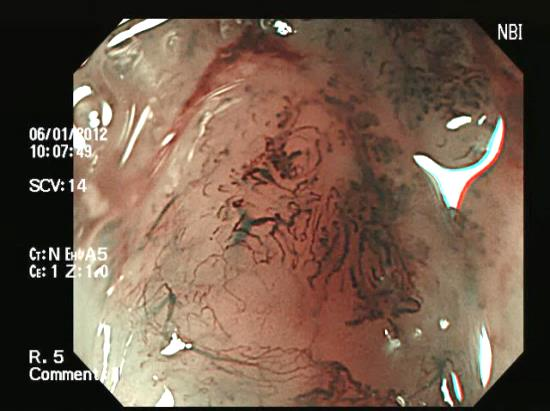 NBI
06/01/2012
10:07:49
SCV:14
CT:N EH:A5
CE:1 Z:1.0
R.5
Comment: